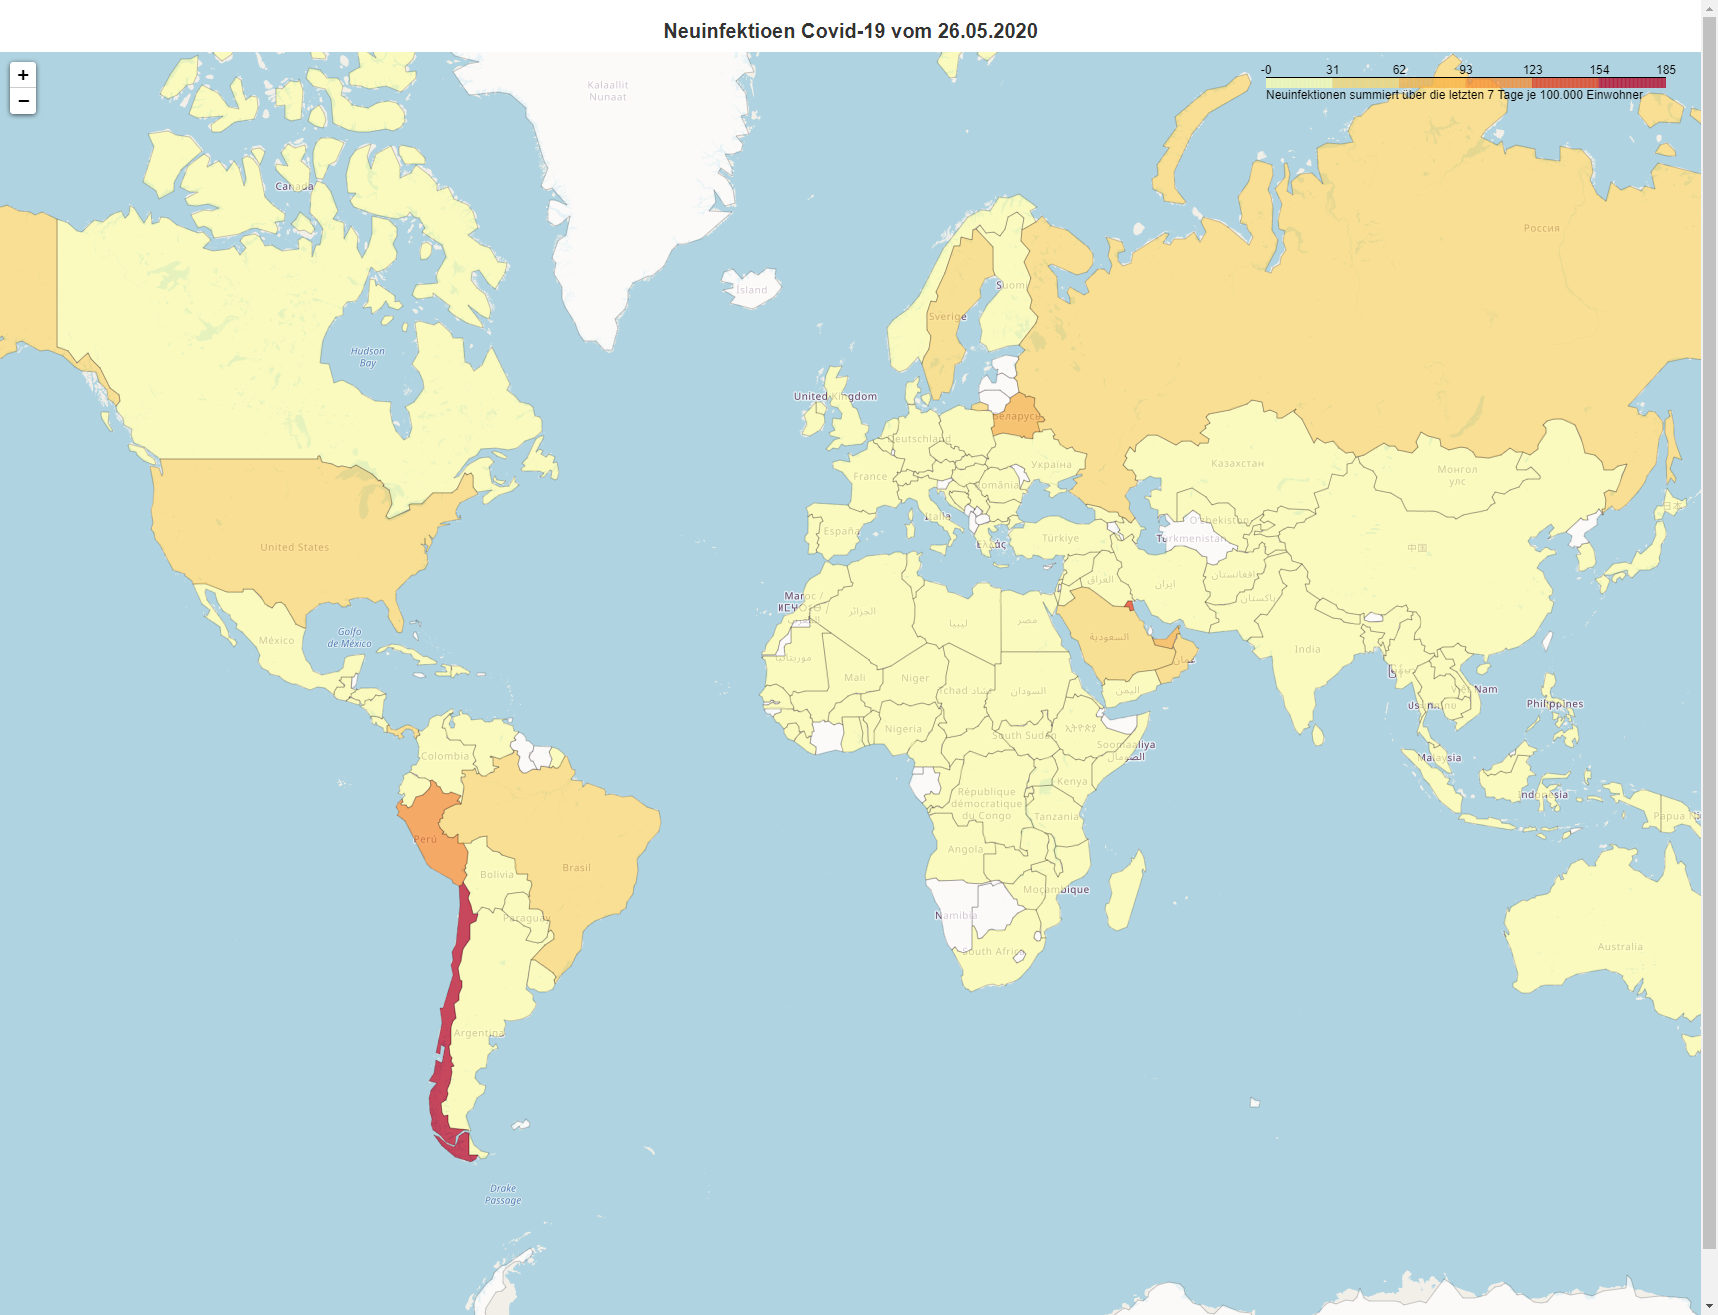 Neuinfektioen Covid-19 vom 26.05.2020
+
−
-0 31 62 93 123 154 185
Neuinfektionen summiert über die letzten 7 Tage je 100.000 Einwohner
Kalaallit
Nunaat
Canada
Россия
Ísland
Suomi
Sverige
Hudson
Bay
United Kingdom
Беларусь
Deutschland
Україна
Казахстан
Монгол
улс
France
România
Italia
España
Ελλάς
Türkiye
O'zbekiston
Turkmenistan
中国
日本
United States
العراق
ایران
افغانستان
پاکستان
Maroc /
ⵍⵎⵖⵔⵉⴱ /
المغرب
الجزائر
ليبيا
مصر
السعودية
عمان
Golfo
de México
México
India
موريتانيا
Mali
Niger
Tchad تشاد
السودان
اليمن
Việt Nam
Philippines
Nigeria
South Sudan
ኢትዮጵያ
Soomaaliya
الصومال
Colombia
Malaysia
Kenya
République
démocratique
du Congo
Indonesia
Tanzania
Papua
Perú
Brasil
Angola
Bolivia
Moçambique
Namibia
Paraguay
South Africa
Australia
Argentina
Drake
Passage